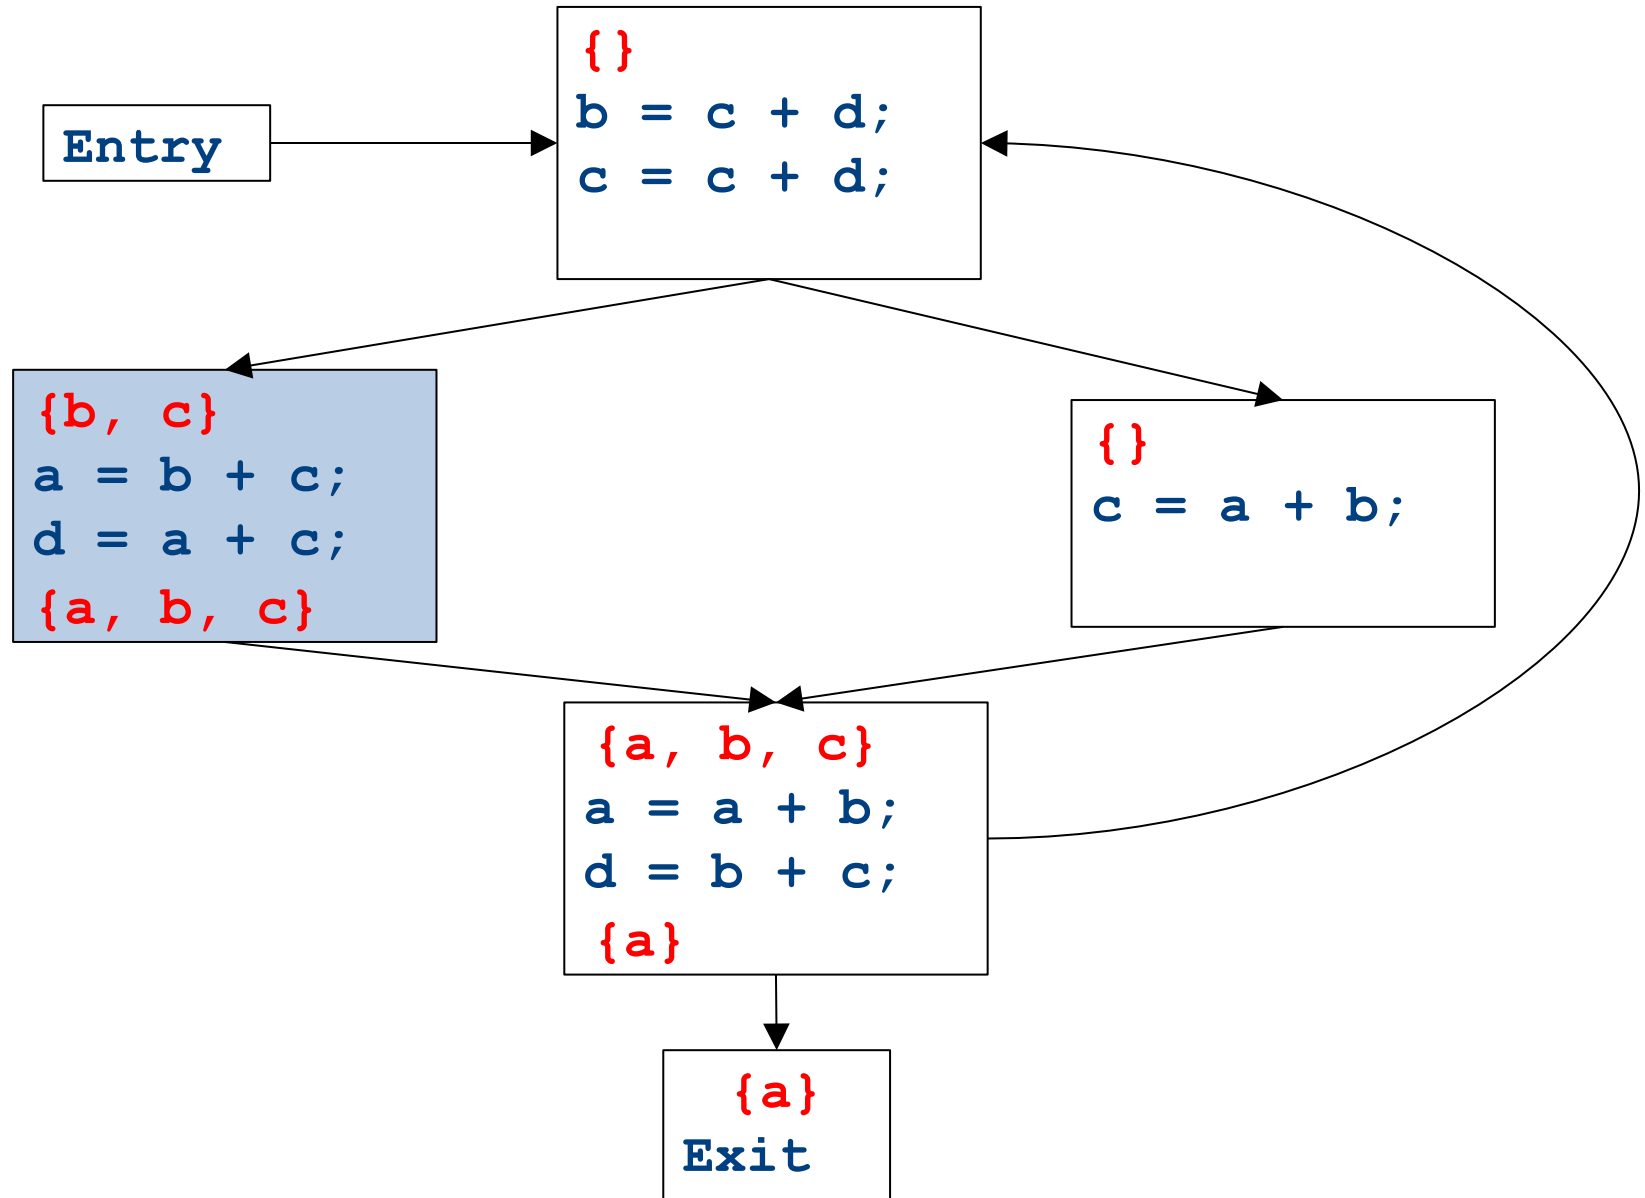 {}
b = c + d;
c = c + d;
Entry
{b, c}
a = b + c;
d = a + c;
{a, b, c}
{}
c = a + b;
{a, b, c}
a = a + b;
d = b + c;
{a}
{a}
Exit